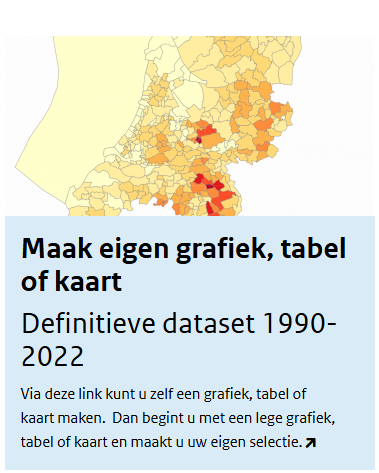 Maak eigen grafiek, tabel
of kaart
Definitieve dataset 1990-
2022
Via deze link kunt u zelf een grafiek, tabel of
kaart maken. Dan begint u met een lege grafiek,
tabel of kaart en maakt u uw eigen selectie.